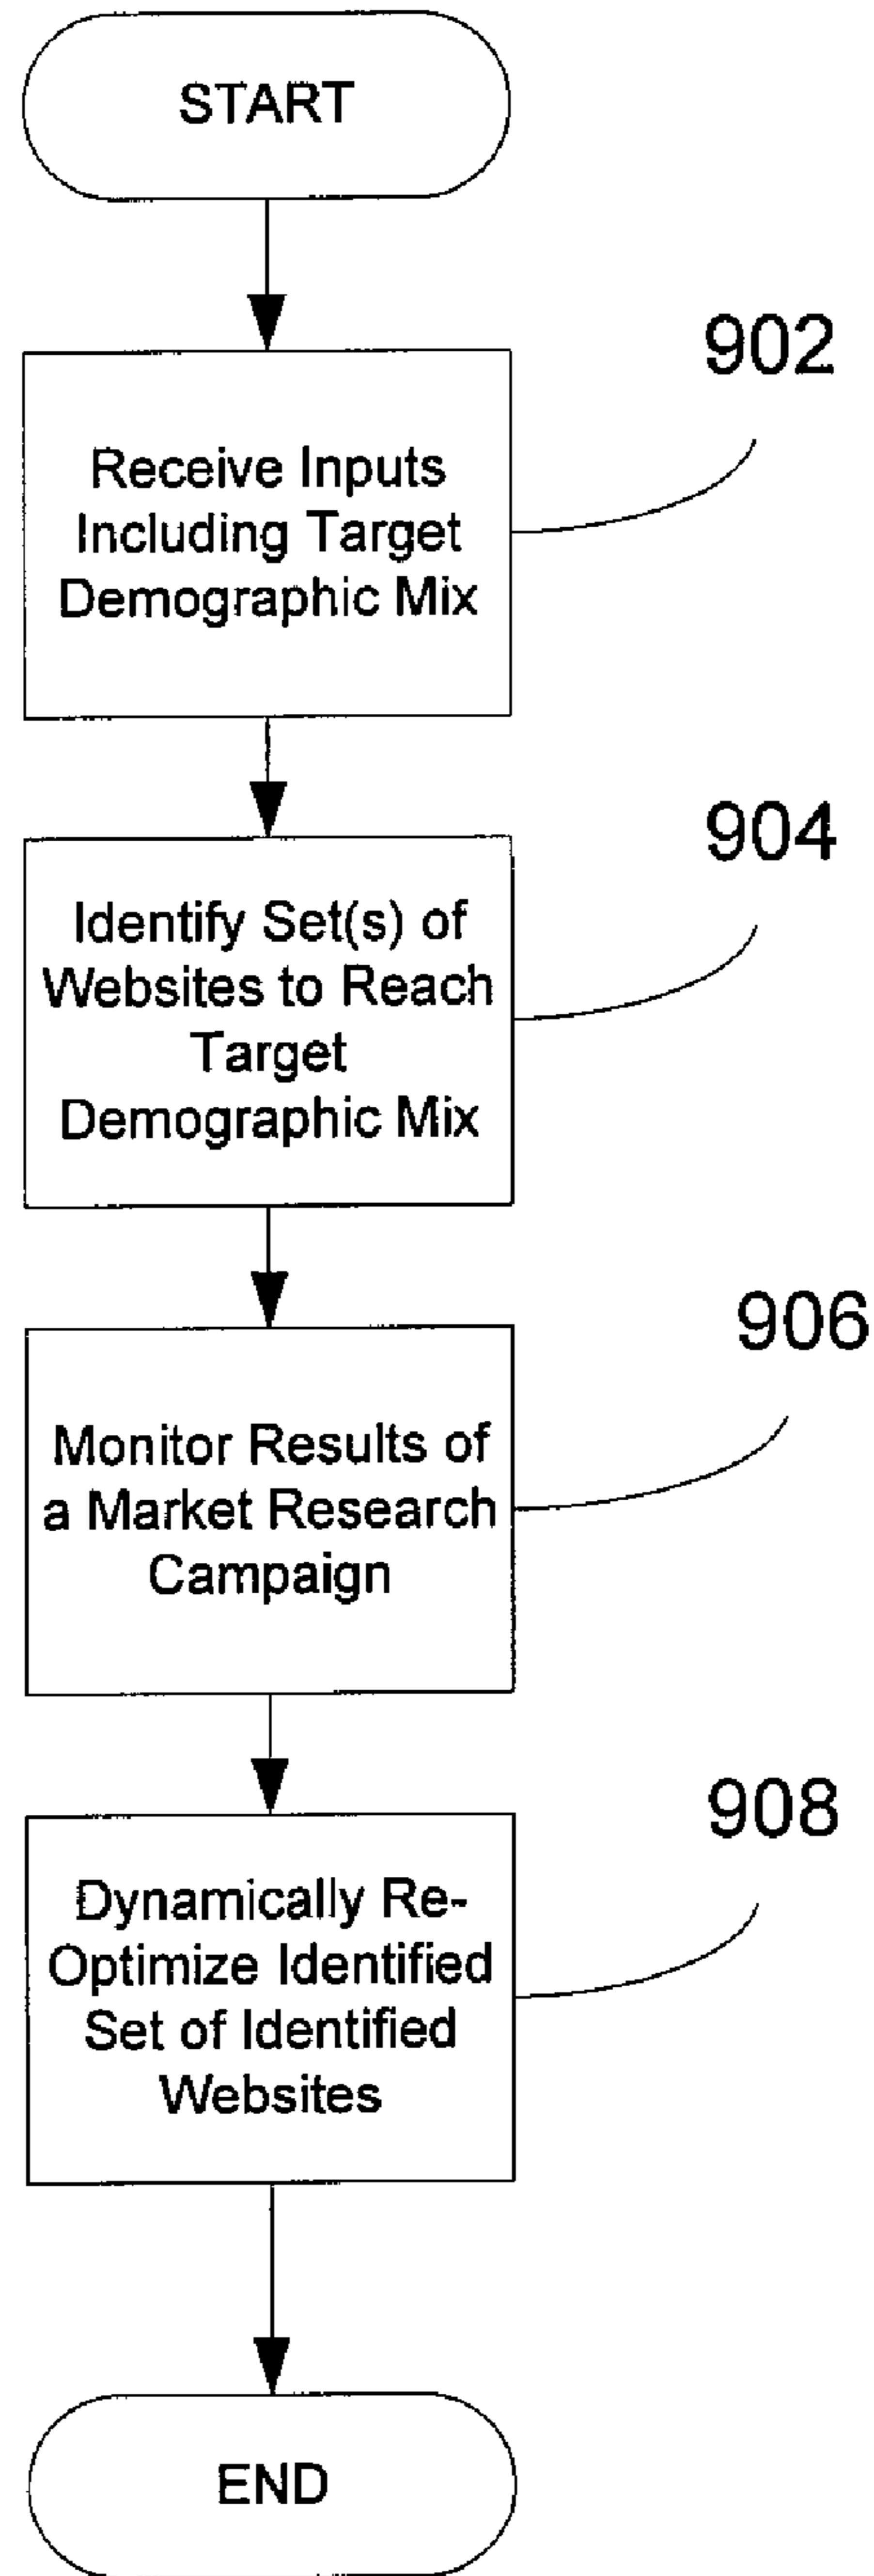 START
902
Receive Inputs
Including Target
Demographic Mix
904
Identify Set(s) of
Websites to Reach
Target
Demographic Mix
906
Monitor Results of
a Market Research
Campaign
908
Dynamically Re-
Optimize Identified
Set of Identified
Websites
END